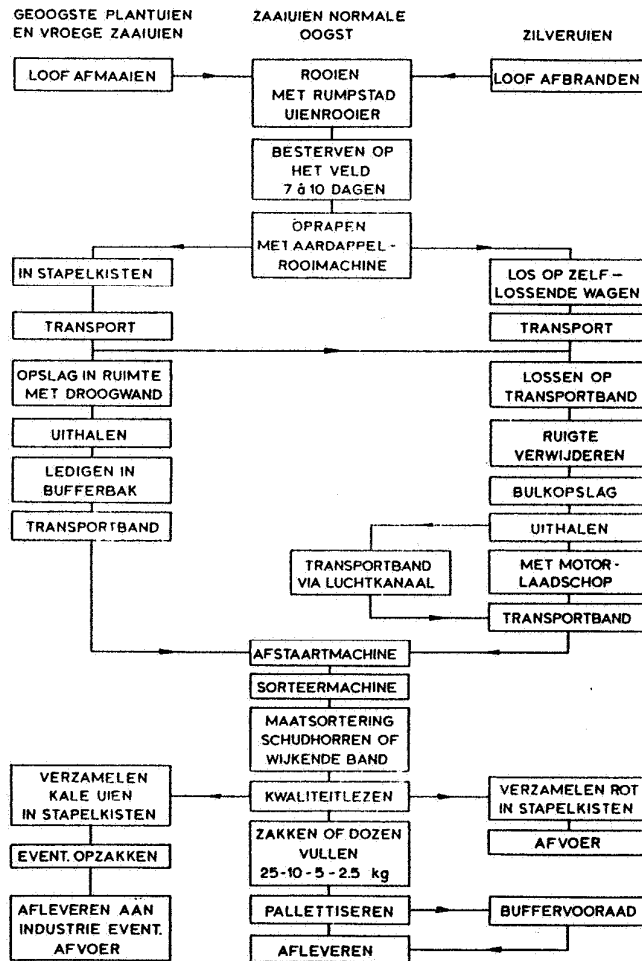 GEOOGSTE PLANTUIEN
EN VROEGE ZAAIUIEN
ZAAIUIEN NORMALE
OOGST
ZILVERUIEN
LOOF AFMAAIEN
ROOIEN
MET RUMPSTAD
UIENROOIER
LOOF AFBRANDEN
BESTERVEN OP
HET VELD
7 à 10 DAGEN
OPRAPEN
MET AARDAPPEL-
ROOIMACHINE
IN STAPELKISTEN
LOS OP ZELF-
LOSSENDE WAGEN
TRANSPORT
TRANSPORT
OPSLAG IN RUIMTE
MET DROOGWAND
LOSSEN OP
TRANSPORTBAND
UITHALEN
RUIGTE
VERWIJDEREN
LEDIGEN IN
BUFFERBAK
BULKOPSLAG
TRANSPORTBAND
UITHALEN
TRANSPORTBAND
VIA LUCHTKANAAL
MET MOTOR-
LAADSCHOP
TRANSPORTBAND
AFSTAARTMACHINE
SORTEERMACHINE
MAATSORTERING
SCHUDHORREN OF
WIJKENDE BAND
VERZAMELEN
KALE UIEN
IN STAPELKISTEN
KWALITEITLEZEN
VERZAMELEN ROT
IN STAPELKISTEN
ZAKKEN OF DOZEN
VULLEN
25-10-5-2.5 kg
AFVOER
EVENT. OPZAKKEN
AFLEVEREN AAN
INDUSTRIE EVENT.
AFVOER
PALLETTISEREN
BUFFERVOORAAD
AFLEVEREN